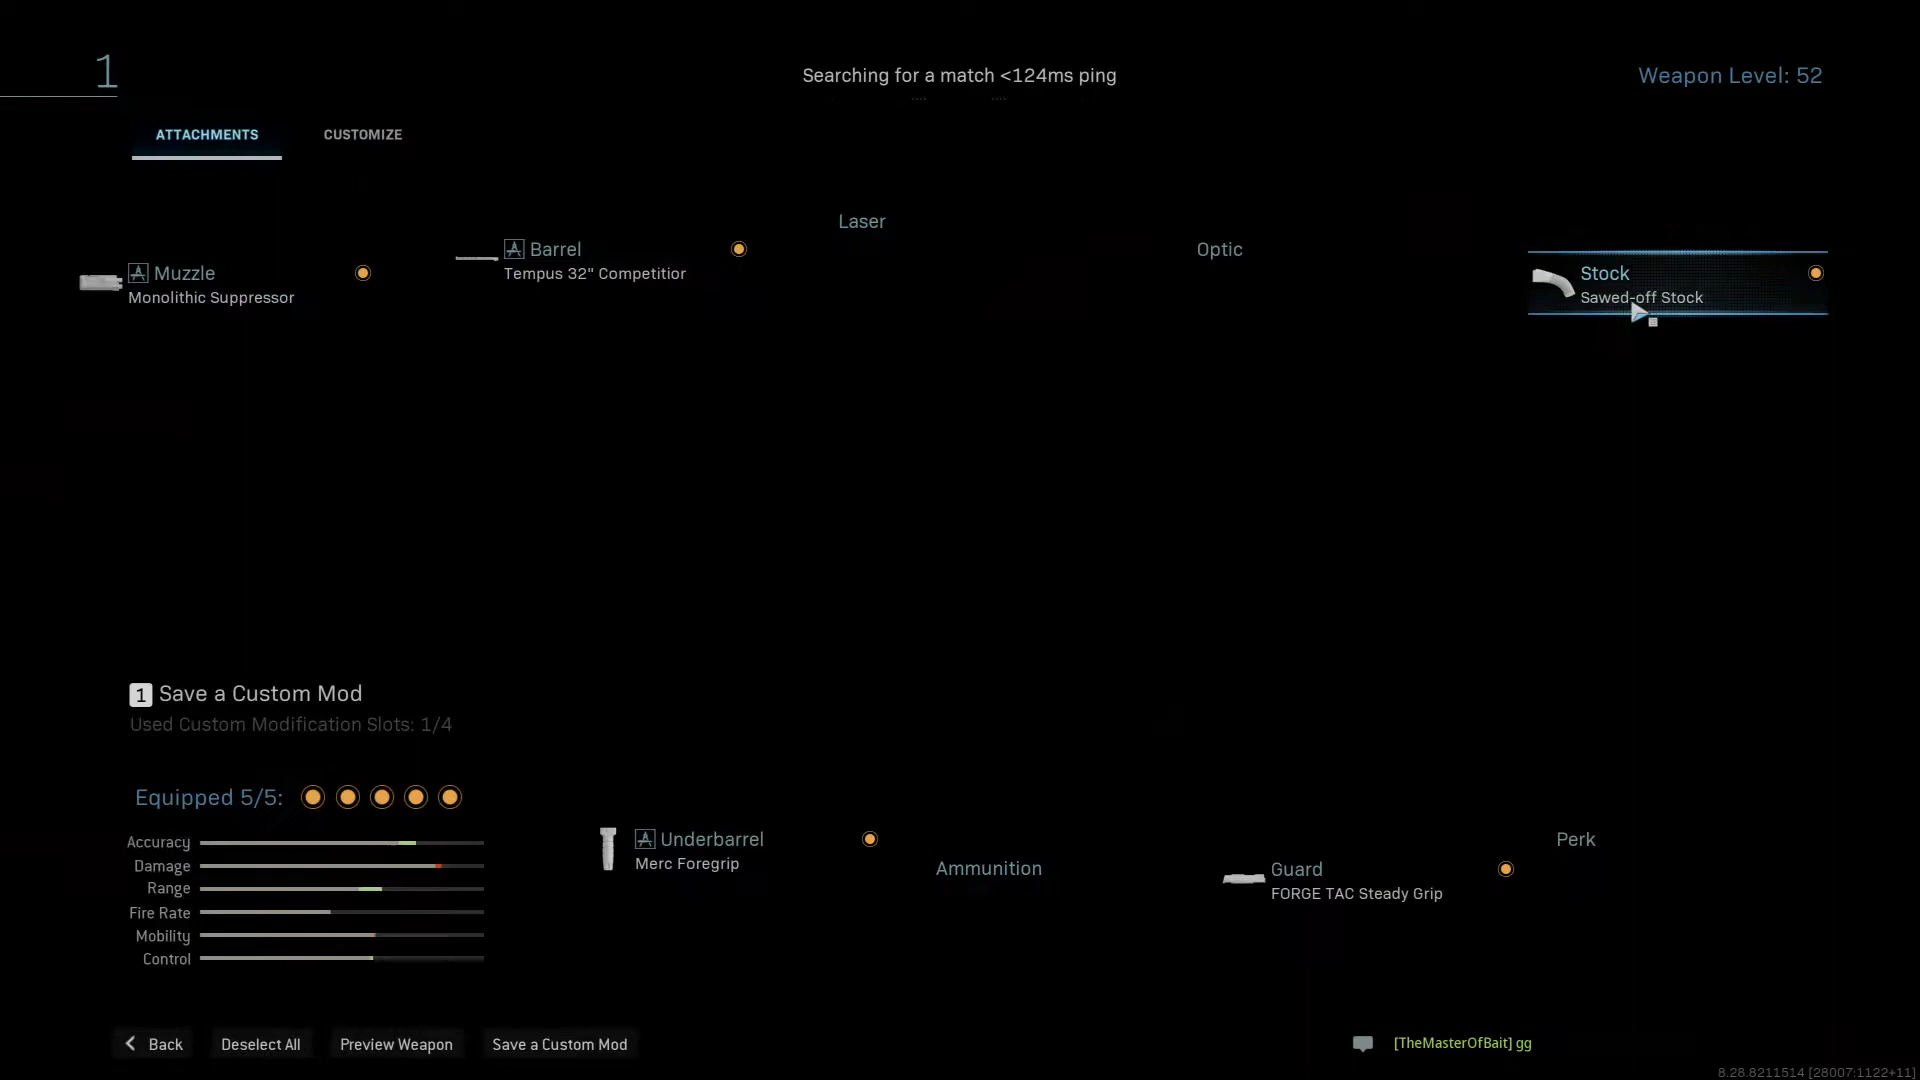 1
Searching for a match <124ms ping
Weapon Level: 52
ATTACHMENTS
CUSTOMIZE
Laser
Barrel
Tempus 32" Competitior
Optic
Muzzle
Monolithic Suppressor
Stock
Sawed-off Stock
1 Save a Custom Mod
Used Custom Modification Slots: 1/4
Equipped 5/5:
Accuracy
Damage
Range
Fire Rate
Mobility
Control
Underbarrel
Merc Foregrip
Ammunition
Guard
FORGE TAC Steady Grip
Perk
Back
Deselect All
Preview Weapon
Save a Custom Mod
[TheMasterOfBait] gg
8.28.8211514 [28007:1122+11]